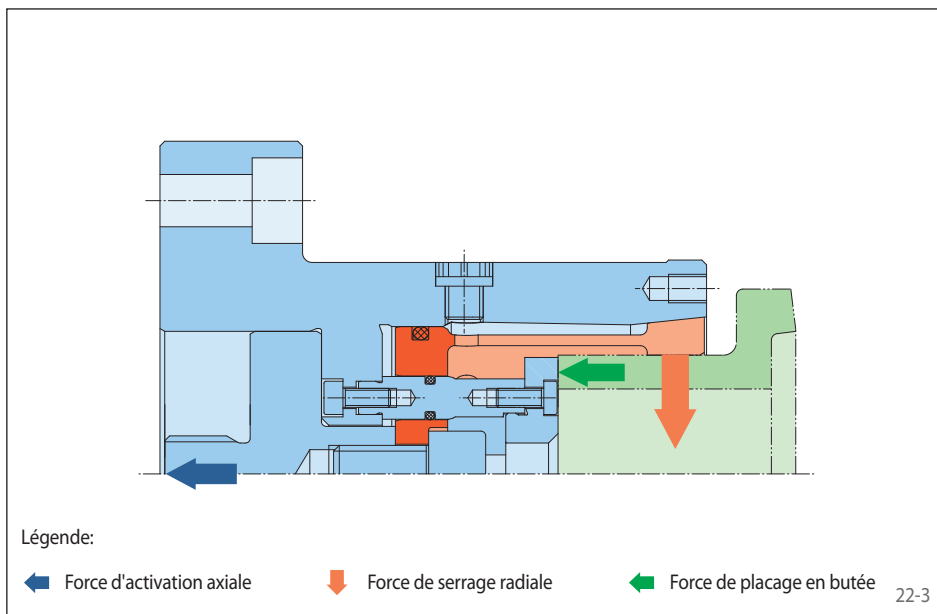 Légende:
Force d'activation axiale
Force de serrage radiale
Force de placage en butée
22-3